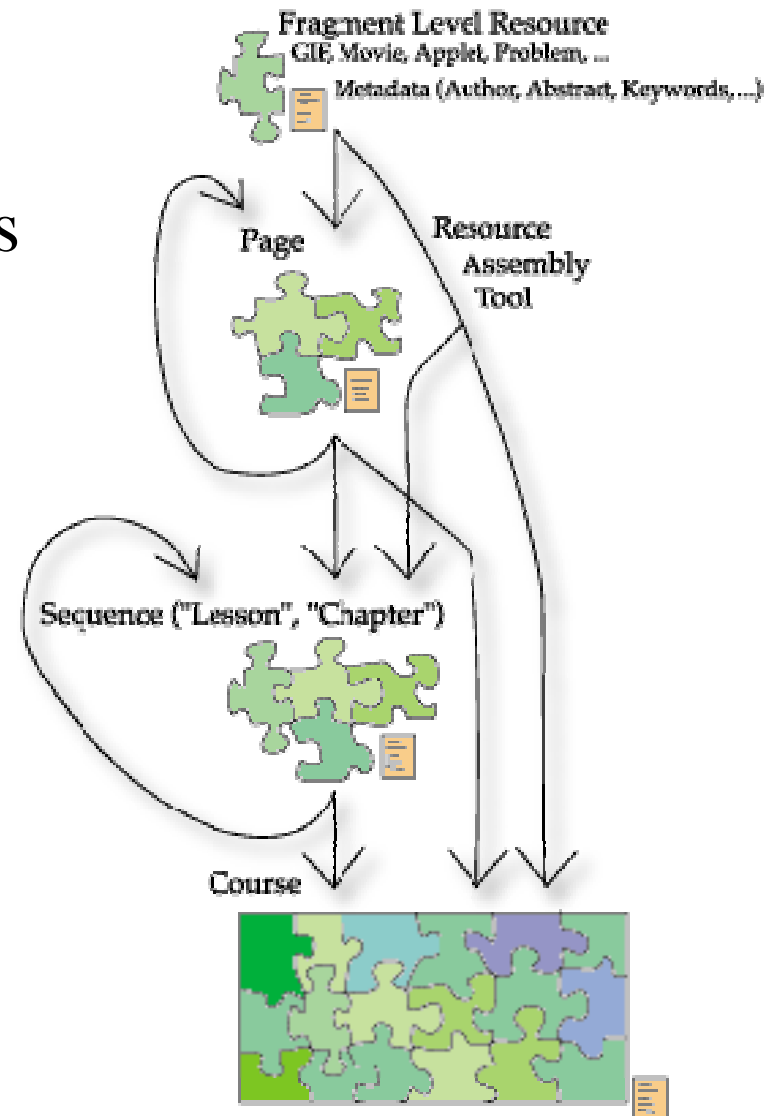 Fragment Level Resource
GIF, Movie, Applet, Problem, ...
Metadata (Author, Abstract, Keywords,...)
s
Page
Resource
Assembly
Tool
Sequence ("Lesson", "Chapter")
Course